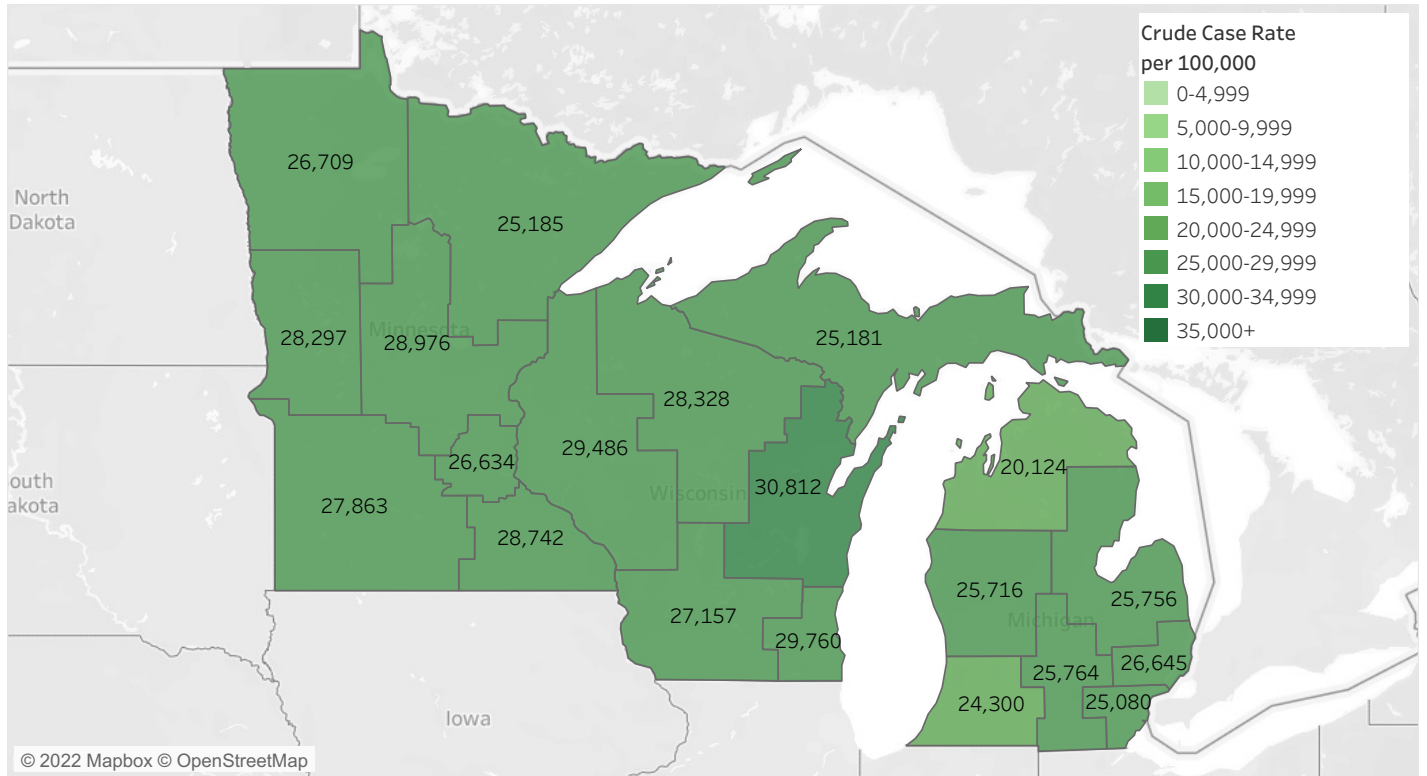 Crude Case Rate
per 100,000
0-4,999
5,000-9,999
10,000-14,999
15,000-19,999
20,000-24,999
25,000-29,999
30,000-34,999
35,000+
26,709
North
Dakota
25,185
28,297
Minnesota
28,976
25,181
28,328
29,486
26,634
20,124
outh
akota
27,863
Wisconsin
30,812
28,742
25,716
25,756
27,157
Michigan
29,760
25,764
26,645
24,300
25,080
Iowa
© 2022 Mapbox © OpenStreetMap